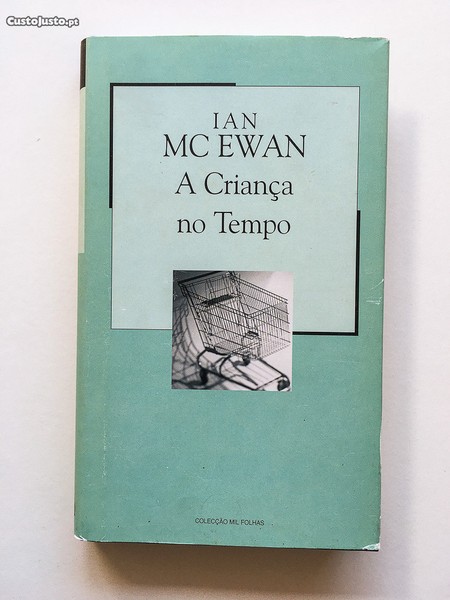 CustoJusto.pt
IAN
MC EWAN
A Criança
no Tempo
COLECÇÃO MIL FOLHAS